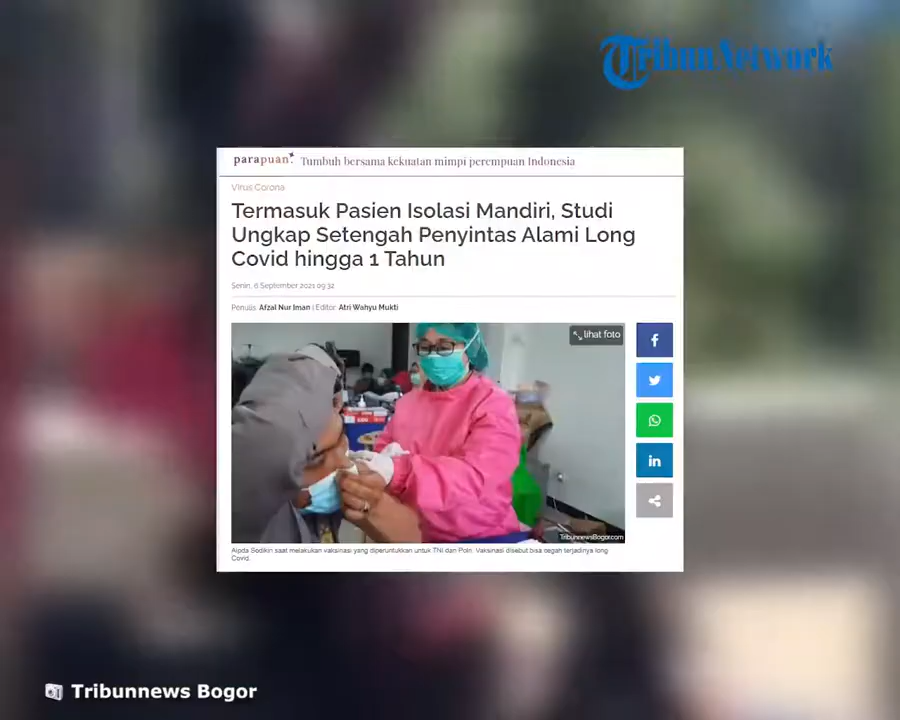 TribunNetwork
parapuan. Tumbuh bersama kekuatan mimpi perempuan Indonesia
Virus Corona
Termasuk Pasien Isolasi Mandiri, Studi
Ungkap Setengah Penyintas Alami Long
Covid hingga 1 Tahun
Senin, 6 September 2021 09:32
Penulis: Afzal Nur Iman | Editor: Atri Wahyu Mukti
lihat foto
TribunnewsBogor.com
Aipda Sodikin saat melakukan vaksinasi yang diperuntukkan untuk TNI dan Polri. Vaksinasi disebut bisa cegah terjadinya long
Covid.
Tribunnews Bogor